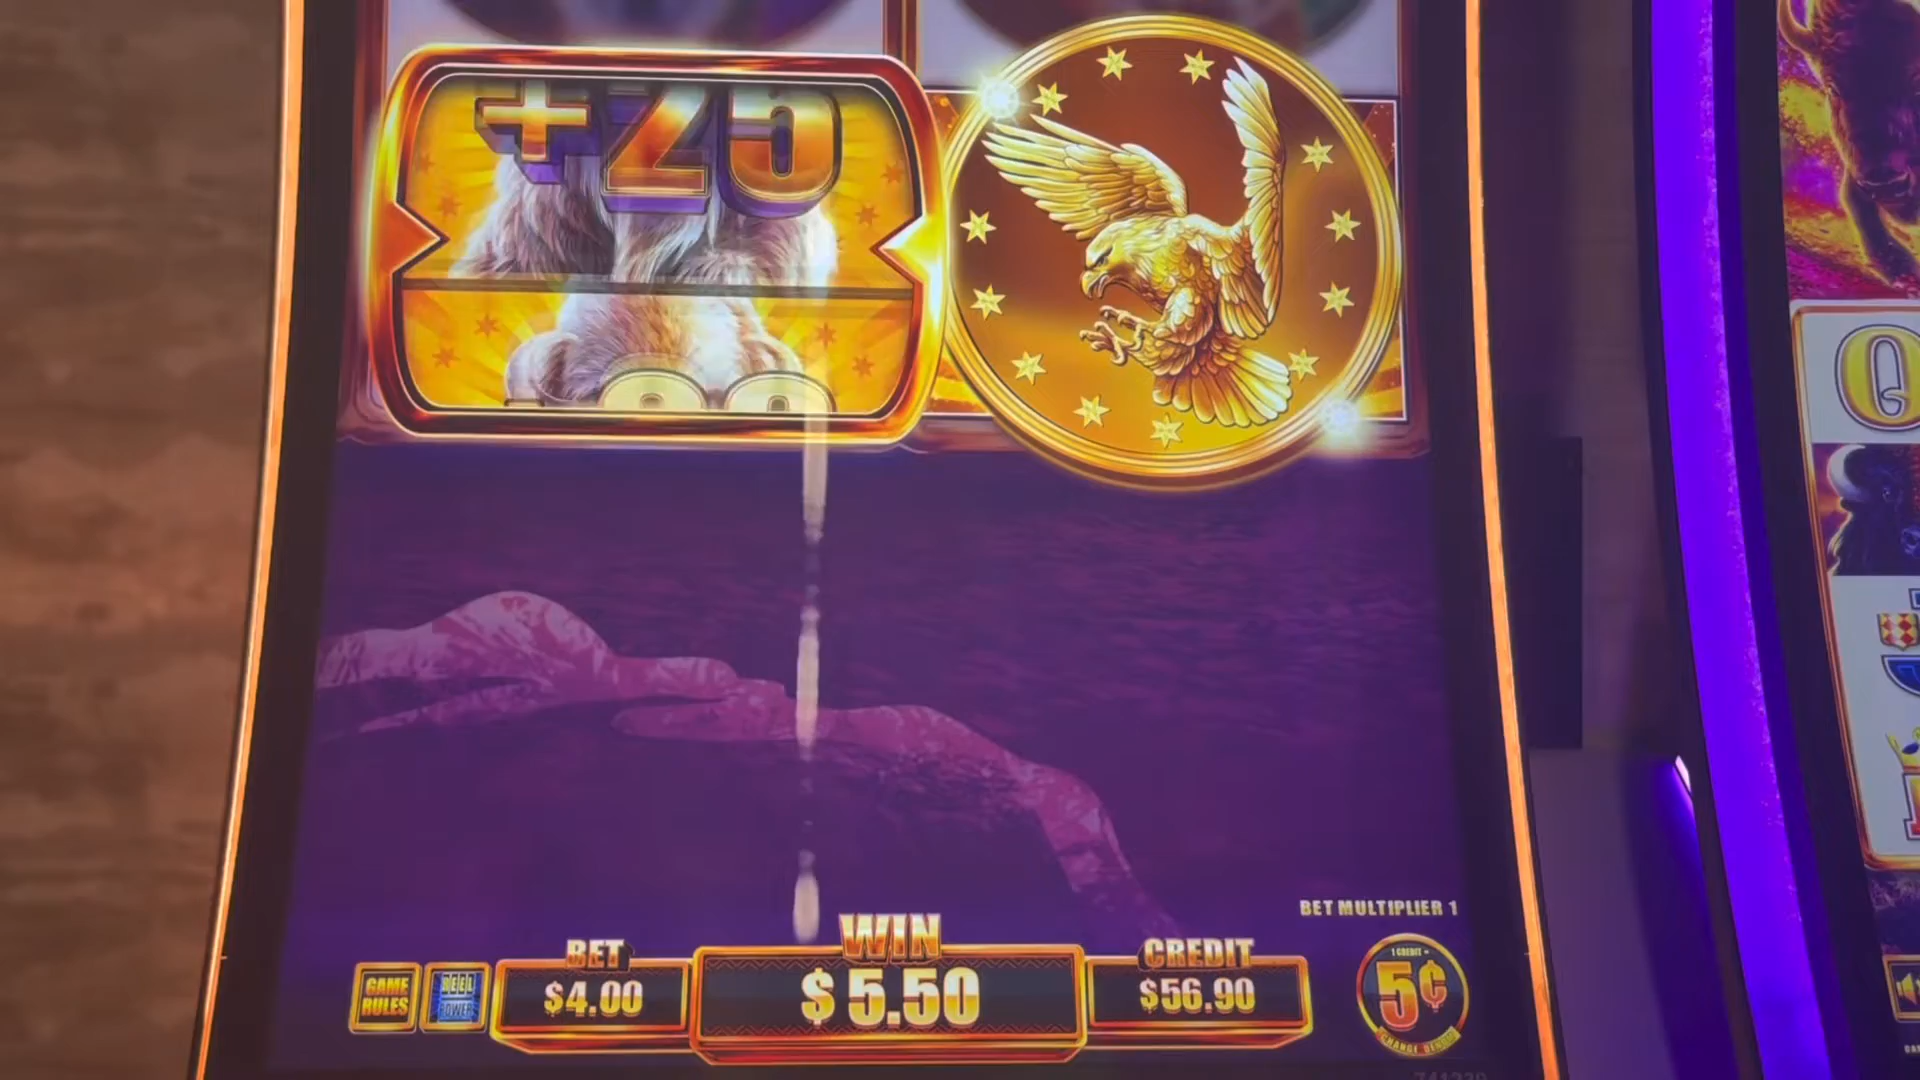 +25
Q
BET MULTIPLIER 1
WIN
BET
CREDIT
1 CREDIT =
GAME
RULES
REEL
POWER
$4.00
$5.50
$56.90
5¢
CHANGE DENOM